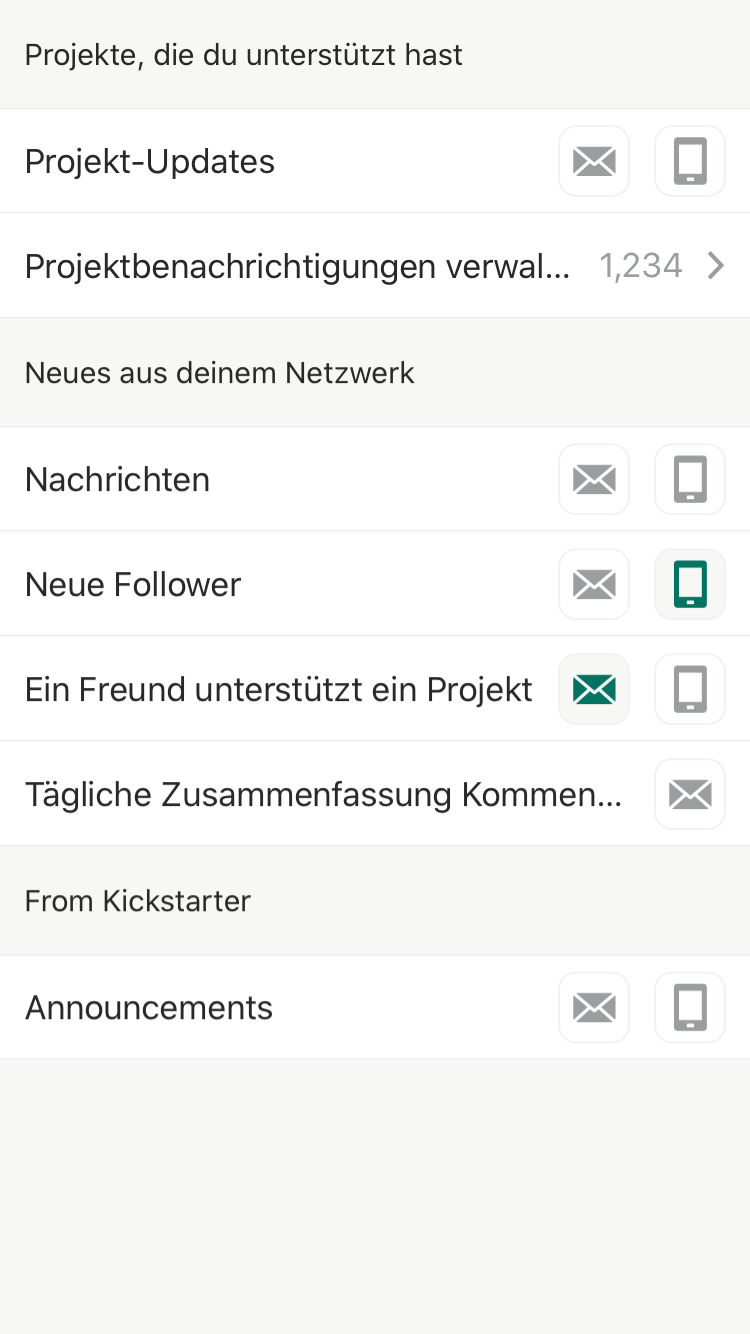 Projekte, die du unterstützt hast
Projekt-Updates
Projektbenachrichtigungen verwal... 1,234
Neues aus deinem Netzwerk
Nachrichten
Neue Follower
Ein Freund unterstützt ein Projekt
Tägliche Zusammenfassung Kommen...
From Kickstarter
Announcements